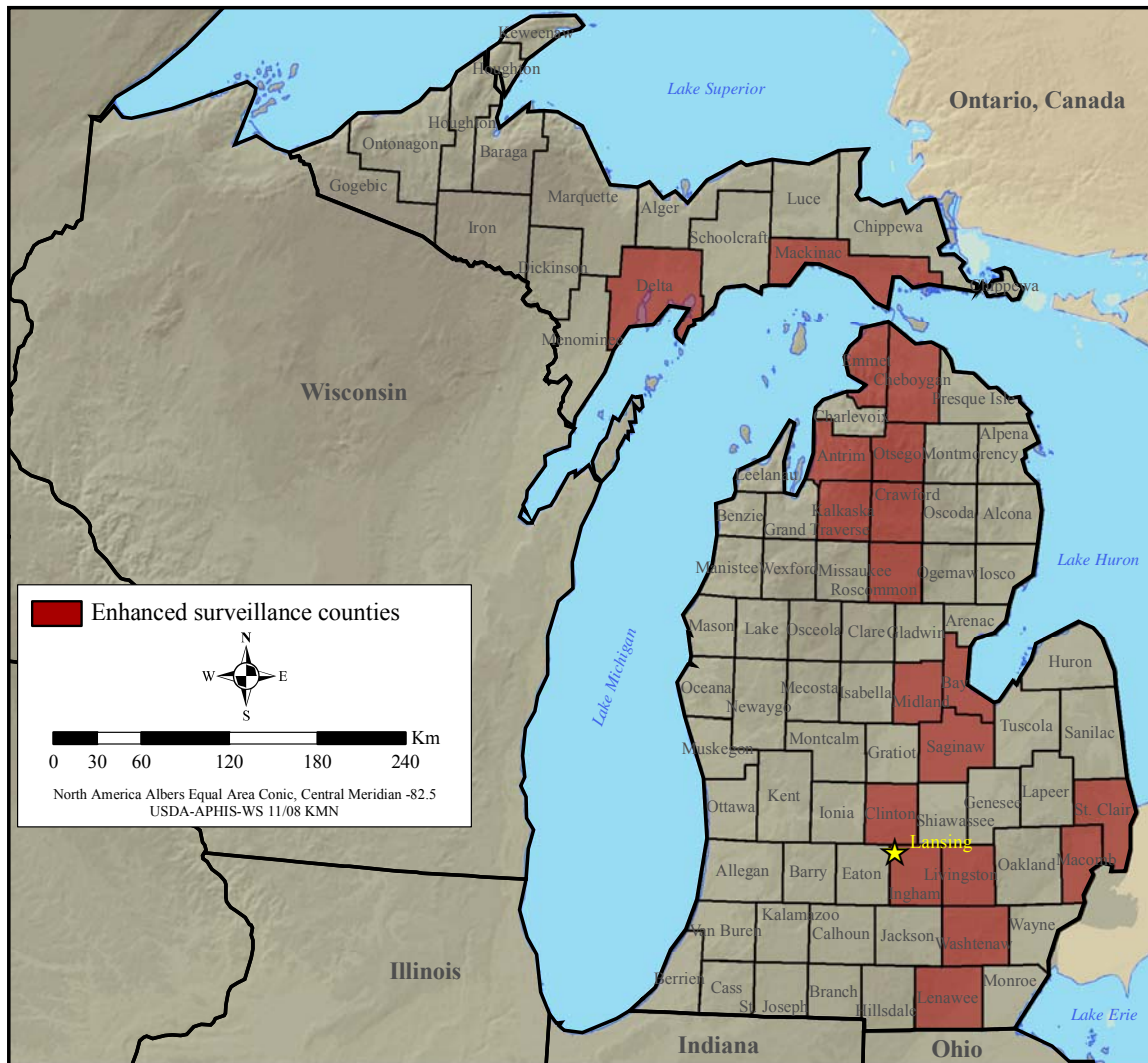 Keweenaw
Houghton
Lake Superior
Ontario, Canada
Houghton
Ontonagon
Baraga
Gogebic
Marquette
Alger
Luce
Iron
Schoolcraft
Chippewa
Mackinac
Dickinson
Delta
Chippewa
Menominee
Wisconsin
Emmet
Cheboygan
Presque Isle
Charlevoix
Alpena
Antrim
Otsego
Montmorency
Leelanau
Crawford
Kalkaska
Benzie
Grand Traverse
Oscoda
Alcona
Lake Huron
Manistee
Wexford
Missaukee
Roscommon
Ogemaw
Iosco
Enhanced surveillance counties
N
W
E
S
Km
0 30 60 120 180 240
North America Albers Equal Area Conic, Central Meridian -82.5
USDA-APHIS-WS 11/08 KMN
Lake Michigan
Mason
Lake
Osceola
Clare
Gladwin
Arenac
Huron
Oceana
Newaygo
Mecosta
Isabella
Midland
Bay
Tuscola
Sanilac
Muskegon
Montcalm
Gratiot
Saginaw
Ottawa
Kent
Ionia
Clinton
Shiawassee
Genesee
Lapeer
St. Clair
Lansing
Allegan
Barry
Eaton
Ingham
Livingston
Oakland
Macomb
Van Buren
Kalamazoo
Calhoun
Jackson
Washtenaw
Wayne
Berrien
Cass
St. Joseph
Branch
Hillsdale
Lenawee
Monroe
Illinois
Indiana
Ohio
Lake Erie